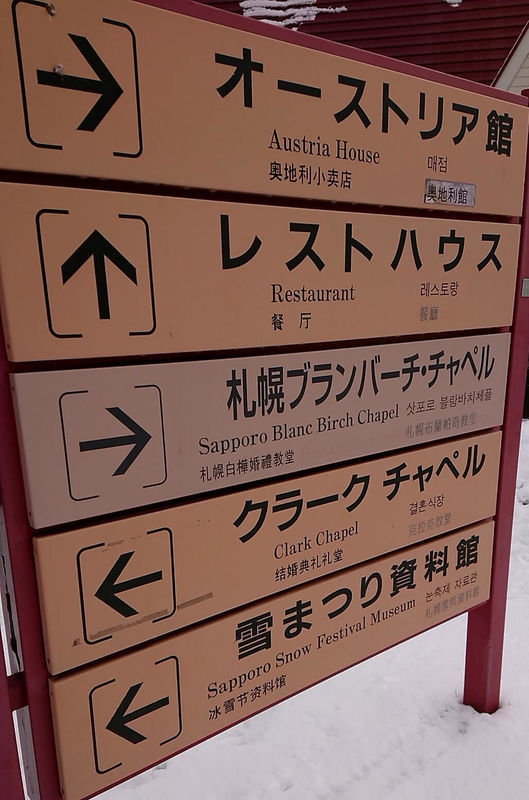 オーストリア館
Austria House
매점
奥地利小卖店
奧地利館
レストハウス
Restaurant
레스토랑
餐 厅
餐廳
札幌ブランバーチ・チャペル
Sapporo Blanc Birch Chapel
삿포로 블랑바치체플
札幌白樺婚禮教堂
札幌布蘭帕奇教堂
クラーク チャペル
Clark Chapel
결혼식장
结婚典礼礼堂
克拉克教堂
雪まつり資料館
Sapporo Snow Festival Museum
눈축제 자료관
冰雪节资料馆
札幌雪祭資料館